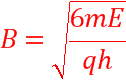 B = √(6mE/qh)